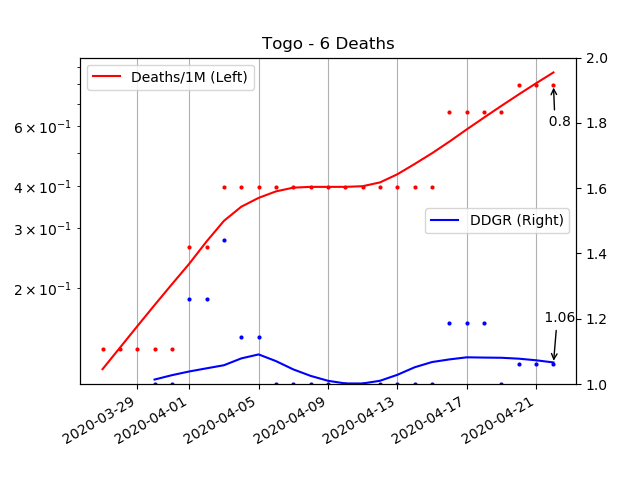 Togo - 6 Deaths
Deaths/1M (Left)
2.0
1.8
0.8
6 × 10⁻¹
1.6
4 × 10⁻¹
DDGR (Right)
3 × 10⁻¹
1.4
2 × 10⁻¹
1.06
1.2
1.0
2020-03-29
2020-04-01
2020-04-05
2020-04-09
2020-04-13
2020-04-17
2020-04-21